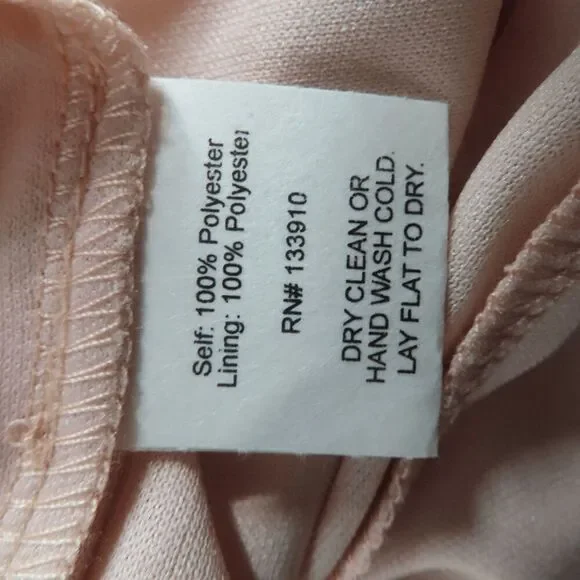 Self: 100% Polyester
Lining: 100% Polyester
RN# 133910
DRY CLEAN OR
HAND WASH COLD.
LAY FLAT TO DRY.